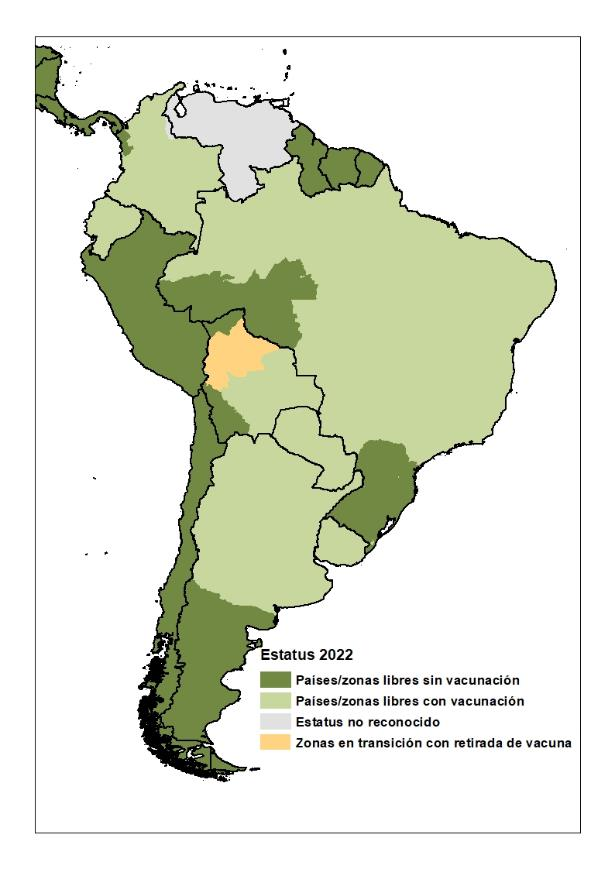 Estatus 2022
Países/zonas libres sin vacunación
Países/zonas libres con vacunación
Estatus no reconocido
Zonas en transición con retirada de vacuna